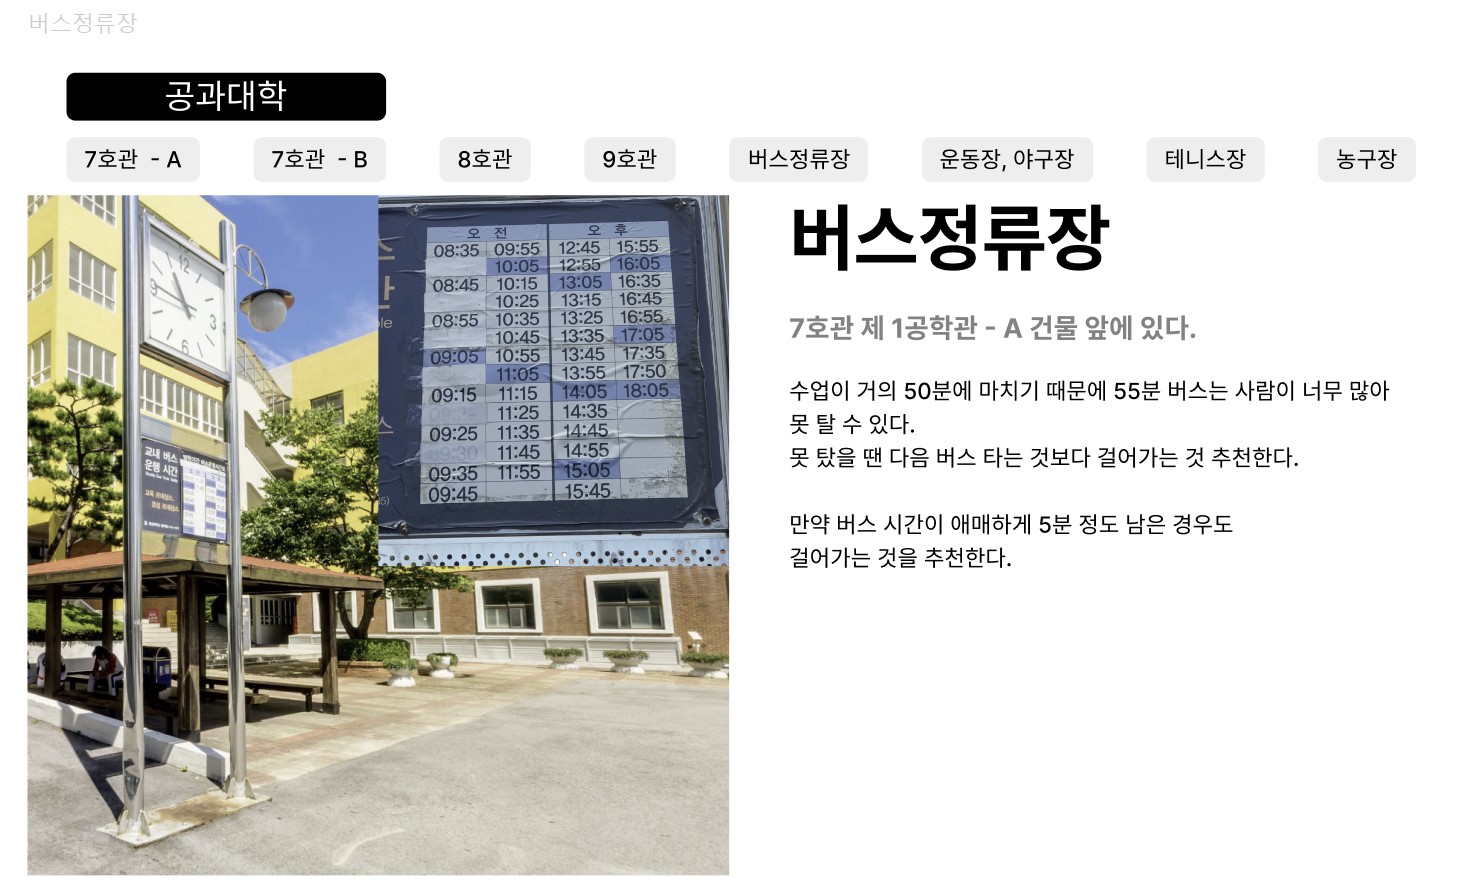 버스정류장
공과대학
7호관 - A
7호관 - B
8호관
9호관
버스정류장
운동장, 야구장
테니스장
농구장
버스정류장
7호관 제 1공학관 - A 건물 앞에 있다.
수업이 거의 50분에 마치기 때문에 55분 버스는 사람이 너무 많아
못 탈 수 있다.
못 탔을 땐 다음 버스 타는 것보다 걸어가는 것 추천한다.
만약 버스 시간이 애매하게 5분 정도 남은 경우도
걸어가는 것을 추천한다.
12
9
3
6
교내 버스
운행 시간
오 전 오 후
08:35 09:55 12:45 15:55
10:05 12:55 16:05
08:45 10:15 13:05 16:35
10:25 13:15 16:45
08:55 10:35 13:25 16:55
10:45 13:35 17:05
09:05 10:55 13:45 17:35
11:05 13:55 17:50
09:15 11:15 14:05 18:05
11:25 14:35
09:25 11:35 14:45
11:45 14:55
09:35 11:55 15:05
09:45 15:45